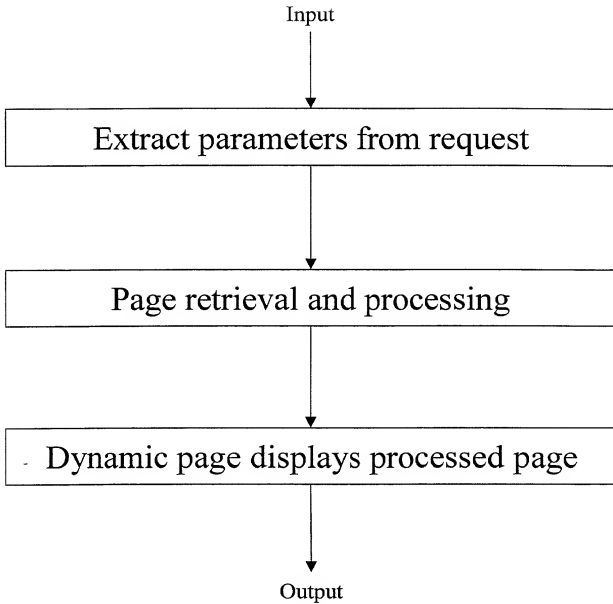 Input
Extract parameters from request
Page retrieval and processing
Dynamic page displays processed page
Output